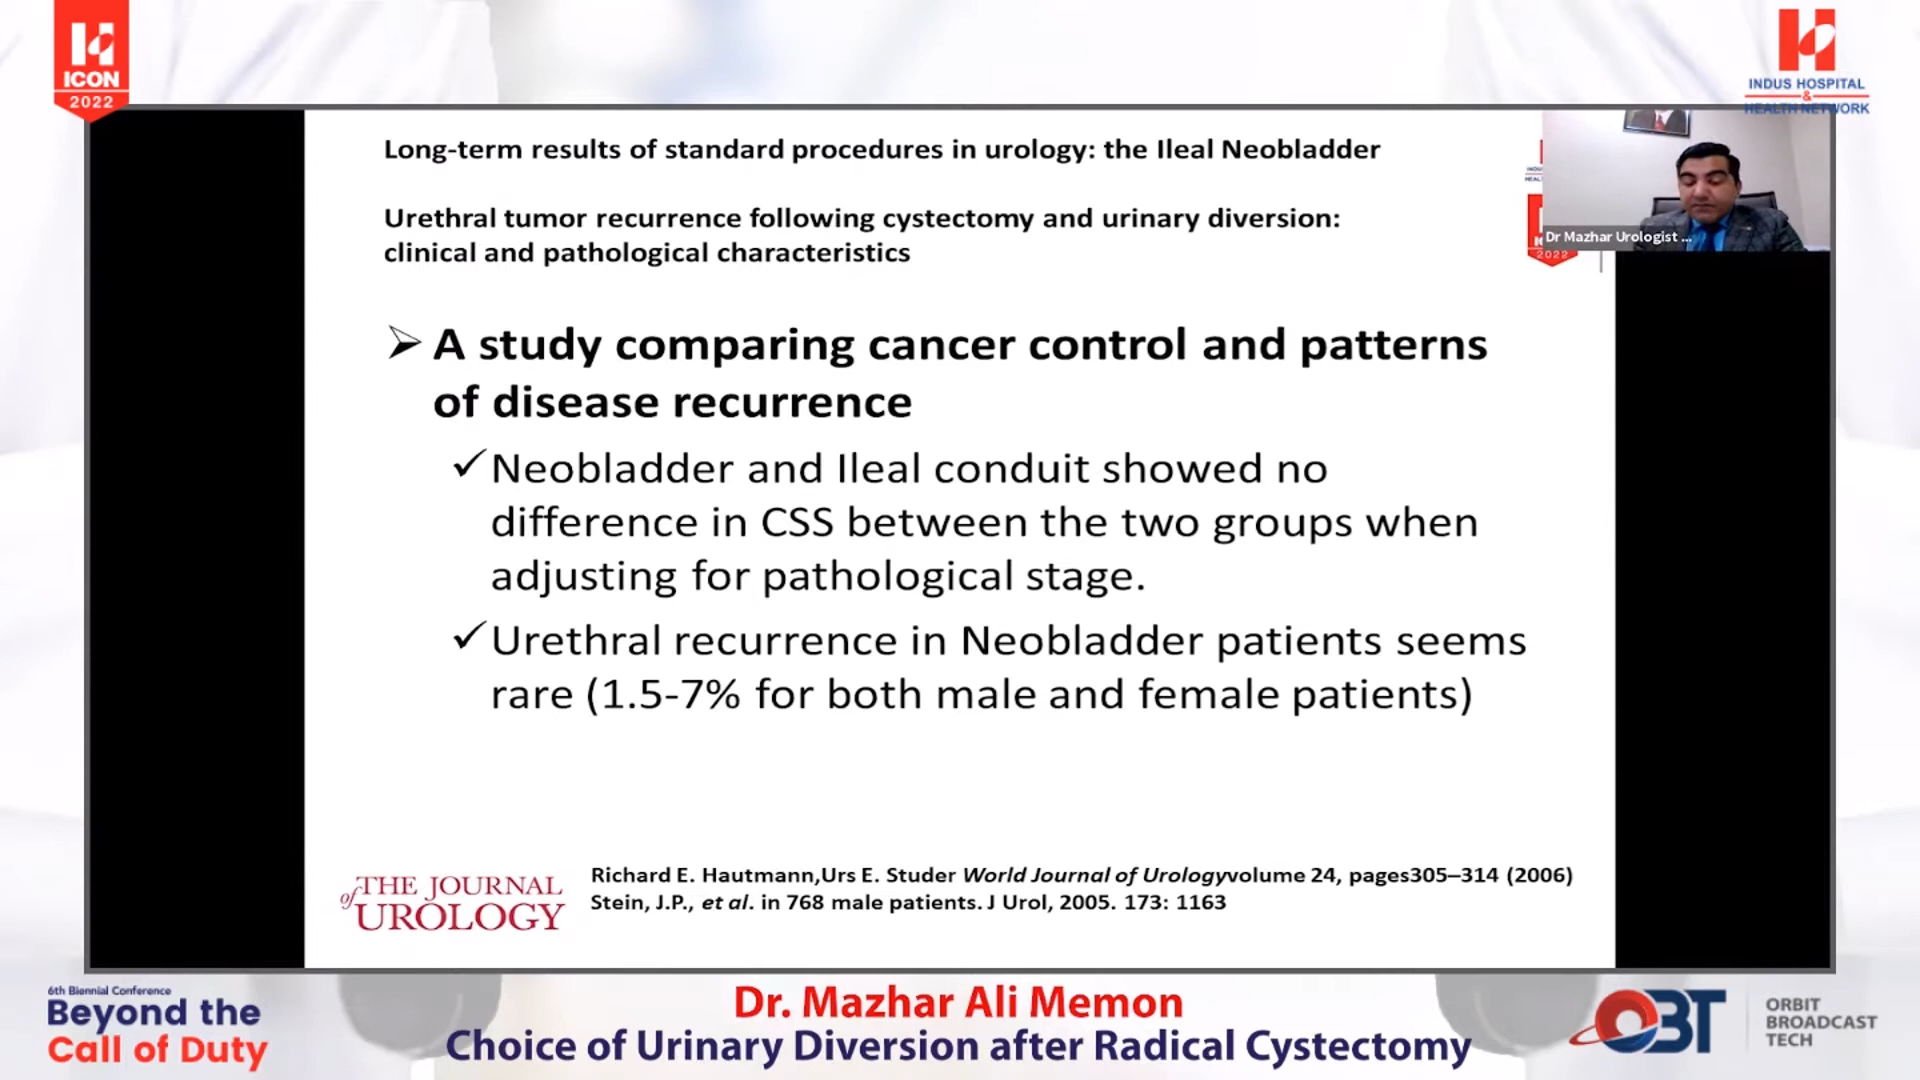 ICON
2022
INDUS HOSPITAL
&
HEALTH NETWORK
Long-term results of standard procedures in urology: the Ileal Neobladder
Urethral tumor recurrence following cystectomy and urinary diversion:
clinical and pathological characteristics
Dr Mazhar Urologist ...
2022
➢ A study comparing cancer control and patterns
of disease recurrence
✓ Neobladder and Ileal conduit showed no
difference in CSS between the two groups when
adjusting for pathological stage.
✓ Urethral recurrence in Neobladder patients seems
rare (1.5-7% for both male and female patients)
THE JOURNAL
of UROLOGY
Richard E. Hautmann,Urs E. Studer World Journal of Urologyvolume 24, pages305–314 (2006)
Stein, J.P., et al. in 768 male patients. J Urol, 2005. 173: 1163
6th Biennial Conference
Beyond the
Call of Duty
Dr. Mazhar Ali Memon
Choice of Urinary Diversion after Radical Cystectomy
OBT
ORBIT
BROADCAST
TECH